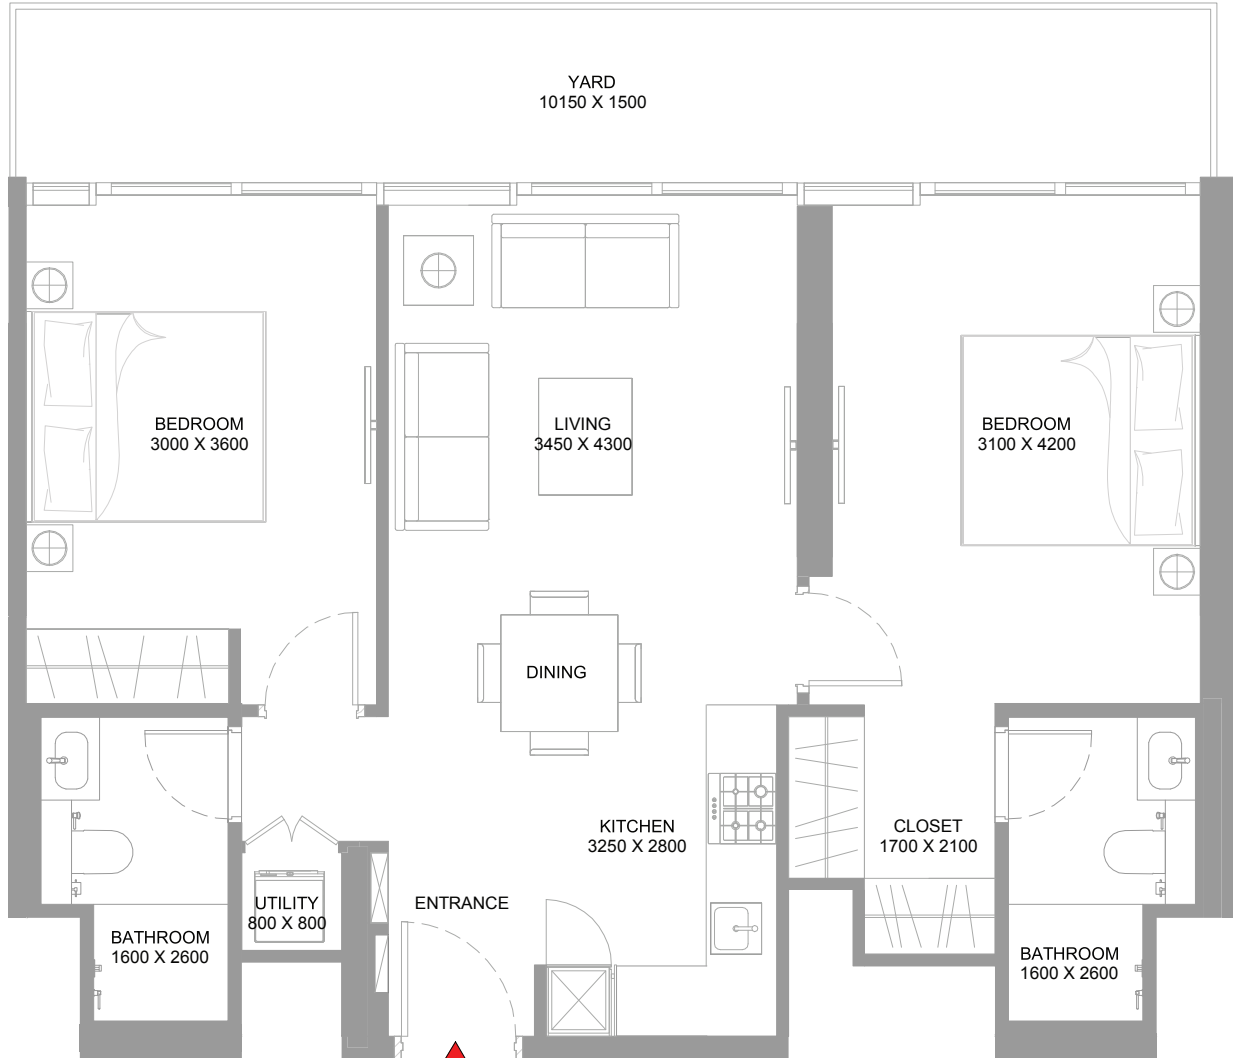 YARD
10150 X 1500
BEDROOM
3000 X 3600
LIVING
3450 X 4300
BEDROOM
3100 X 4200
DINING
KITCHEN
3250 X 2800
CLOSET
1700 X 2100
UTILITY
800 X 800
ENTRANCE
BATHROOM
1600 X 2600
BATHROOM
1600 X 2600